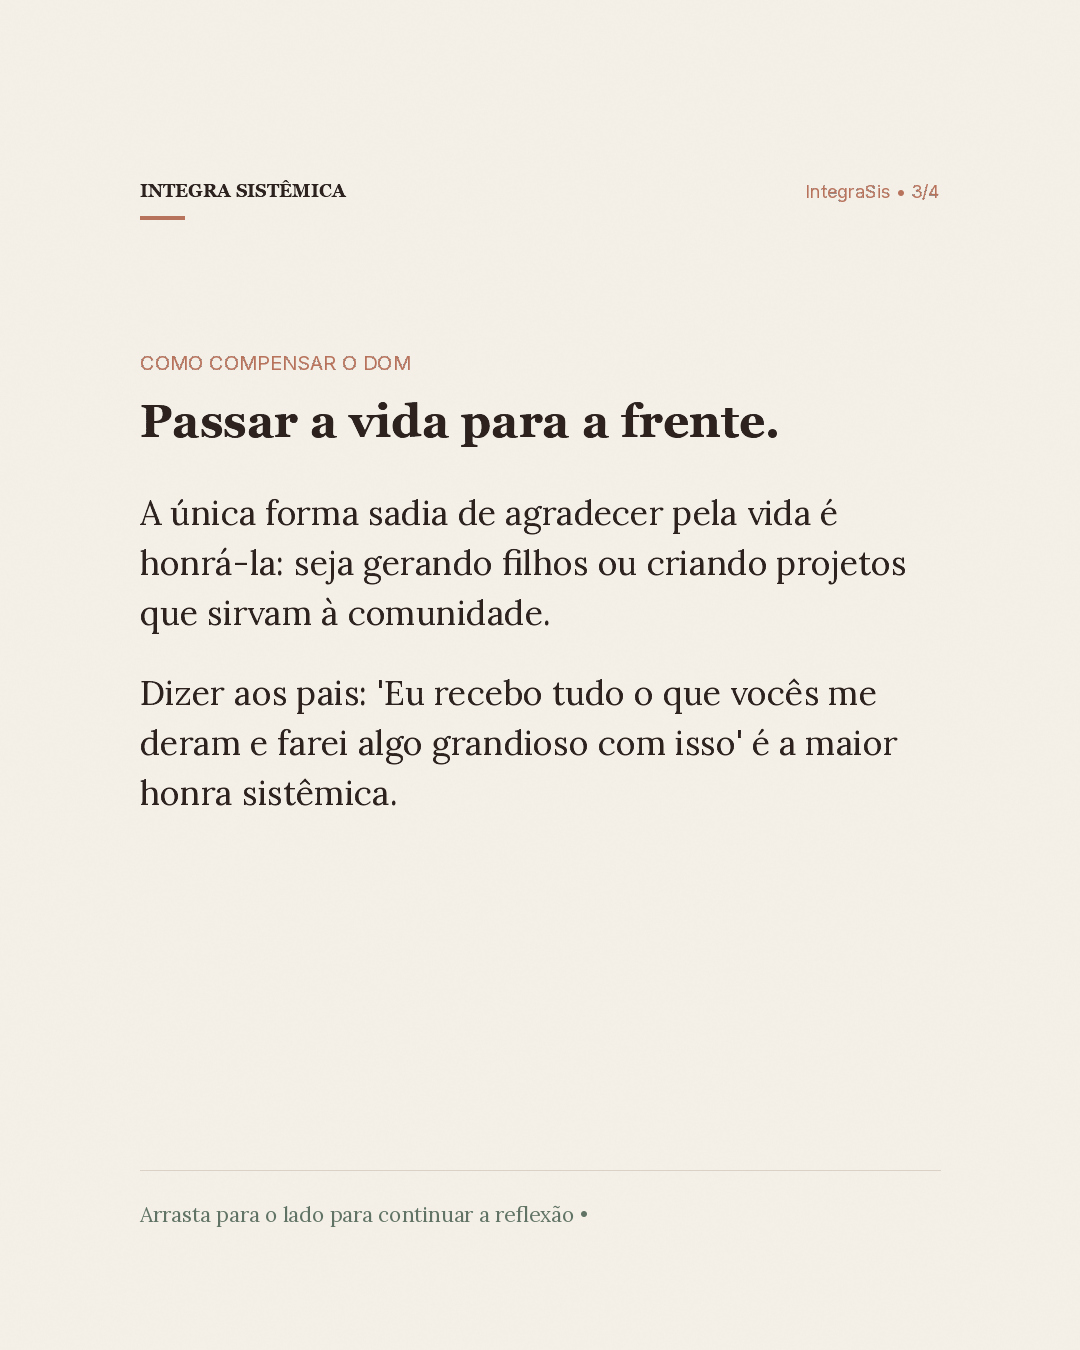 INTEGRA SISTÊMICA
IntegraSis • 3/4
COMO COMPENSAR O DOM
Passar a vida para a frente.
A única forma sadia de agradecer pela vida é
honrá-la: seja gerando filhos ou criando projetos
que sirvam à comunidade.
Dizer aos pais: 'Eu recebo tudo o que vocês me
deram e farei algo grandioso com isso' é a maior
honra sistêmica.
Arrasta para o lado para continuar a reflexão •